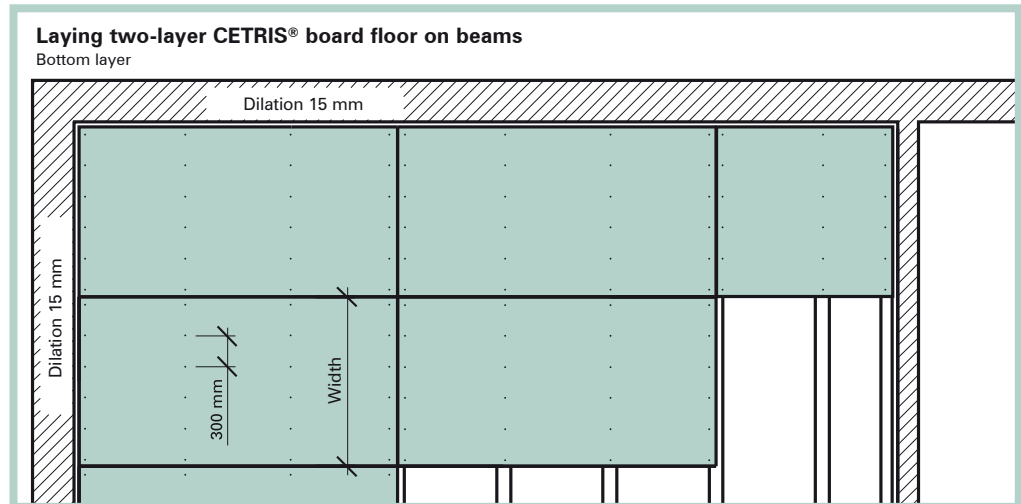 Laying two-layer CETRIS® board floor on beams
Bottom layer
Dilation 15 mm
Dilation 15 mm
300 mm
Width